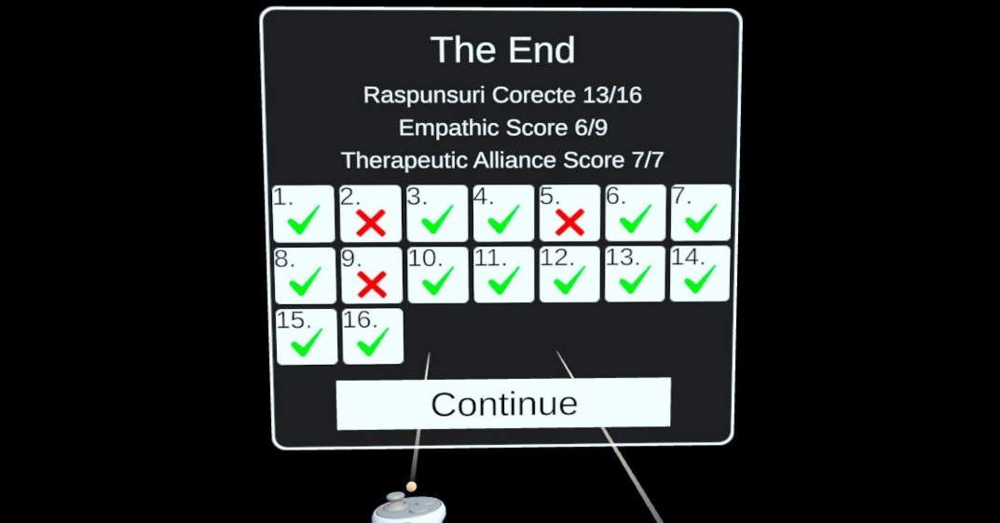 The End
Raspunsuri Corecte 13/16
Empathic Score 6/9
Therapeutic Alliance Score 7/7
1. 2. 3. 4. 5. 6. 7.
8. 9. 10. 11. 12. 13. 14.
15. 16.
Continue